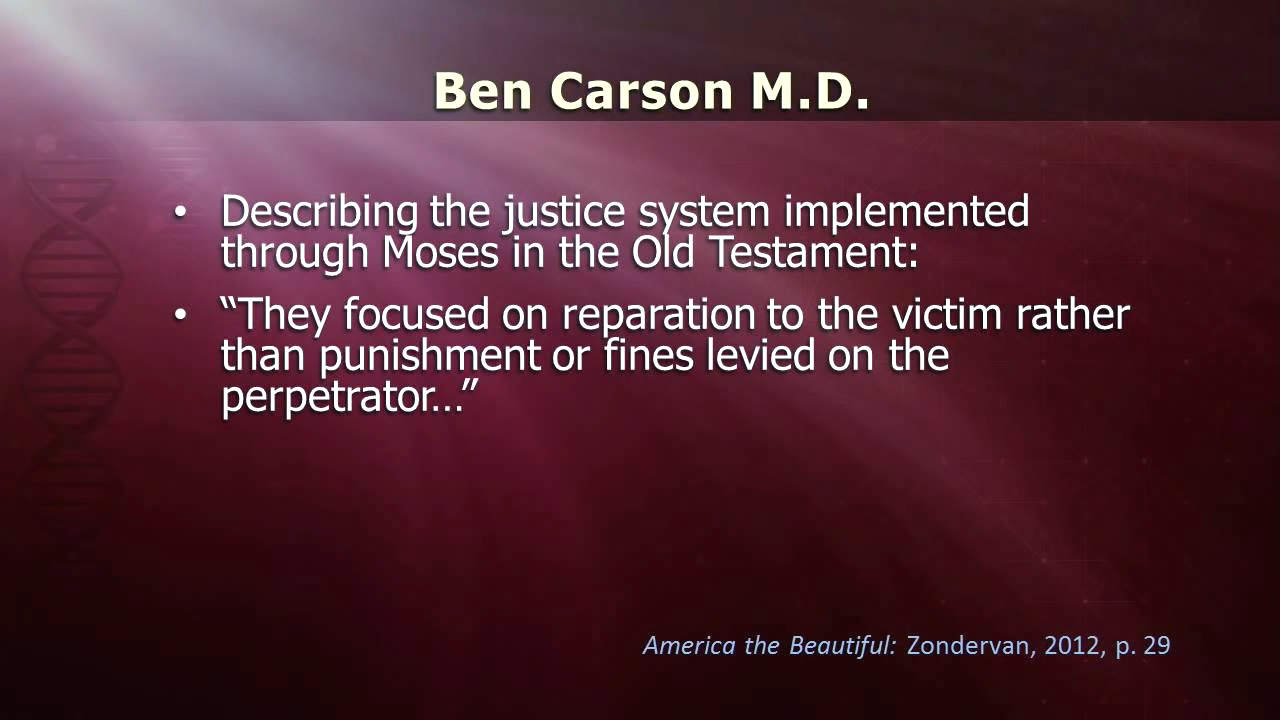 Ben Carson M.D.
• Describing the justice system implemented
through Moses in the Old Testament:
• “They focused on reparation to the victim rather
than punishment or fines levied on the
perpetrator…”
America the Beautiful: Zondervan, 2012, p. 29